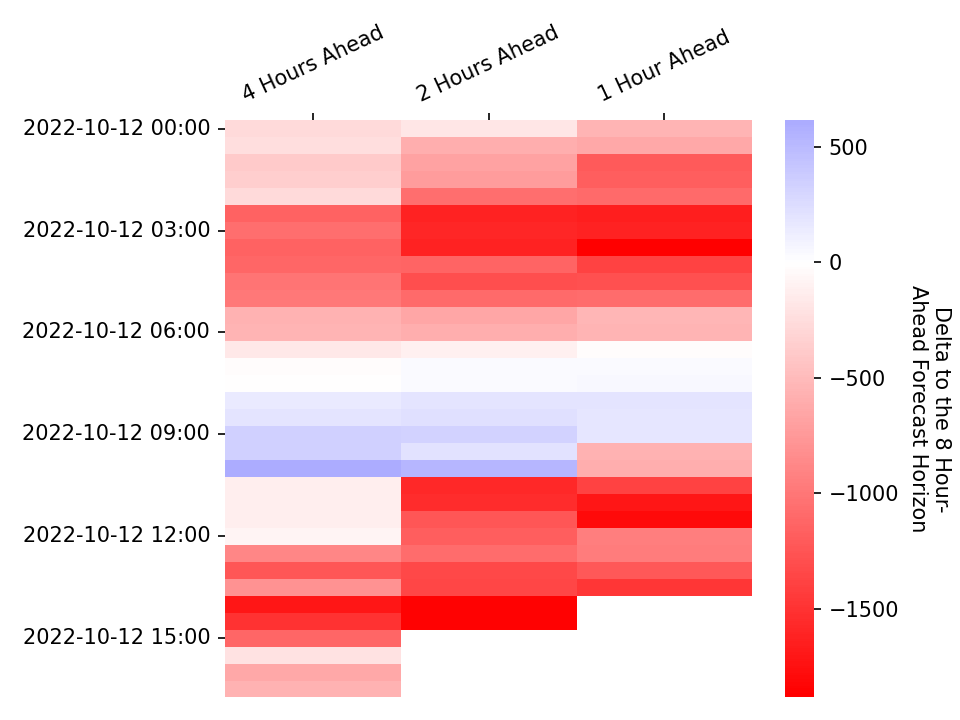 4 Hours Ahead
2 Hours Ahead
1 Hour Ahead
2022-10-12 00:00
2022-10-12 03:00
2022-10-12 06:00
2022-10-12 09:00
2022-10-12 12:00
2022-10-12 15:00
500
0
−500
−1000
−1500
Delta to the 8 Hour-
Ahead Forecast Horizon